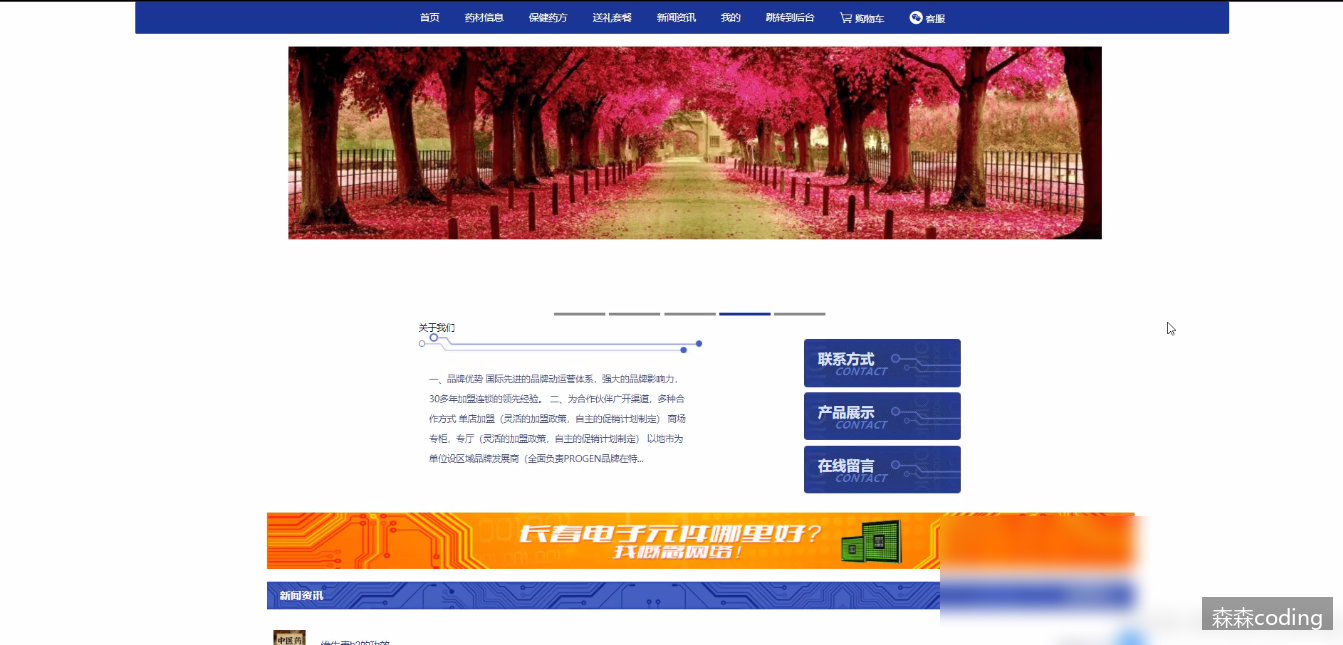 首页 药材信息 保健药方 送礼套餐 新闻资讯 我的 跳转到后台 购物车 客服
关于我们
一、品牌优势 国际先进的品牌动运营体系，强大的品牌影响力，
30多年加盟连锁的领先经验。 二、为合作伙伴广开渠道，多种合
作方式 单店加盟（灵活的加盟政策，自主的促销计划制定） 商场
专柜，专厅（灵活的加盟政策，自主的促销计划制定） 以地市为
单位设区域品牌发展商（全面负责PROGEN品牌在特...
联系方式
CONTACT
产品展示
CONTACT
在线留言
CONTACT
长春电子元件哪里好？
找概高网络！
新闻资讯
中医药
维生素b2的功效
森森coding